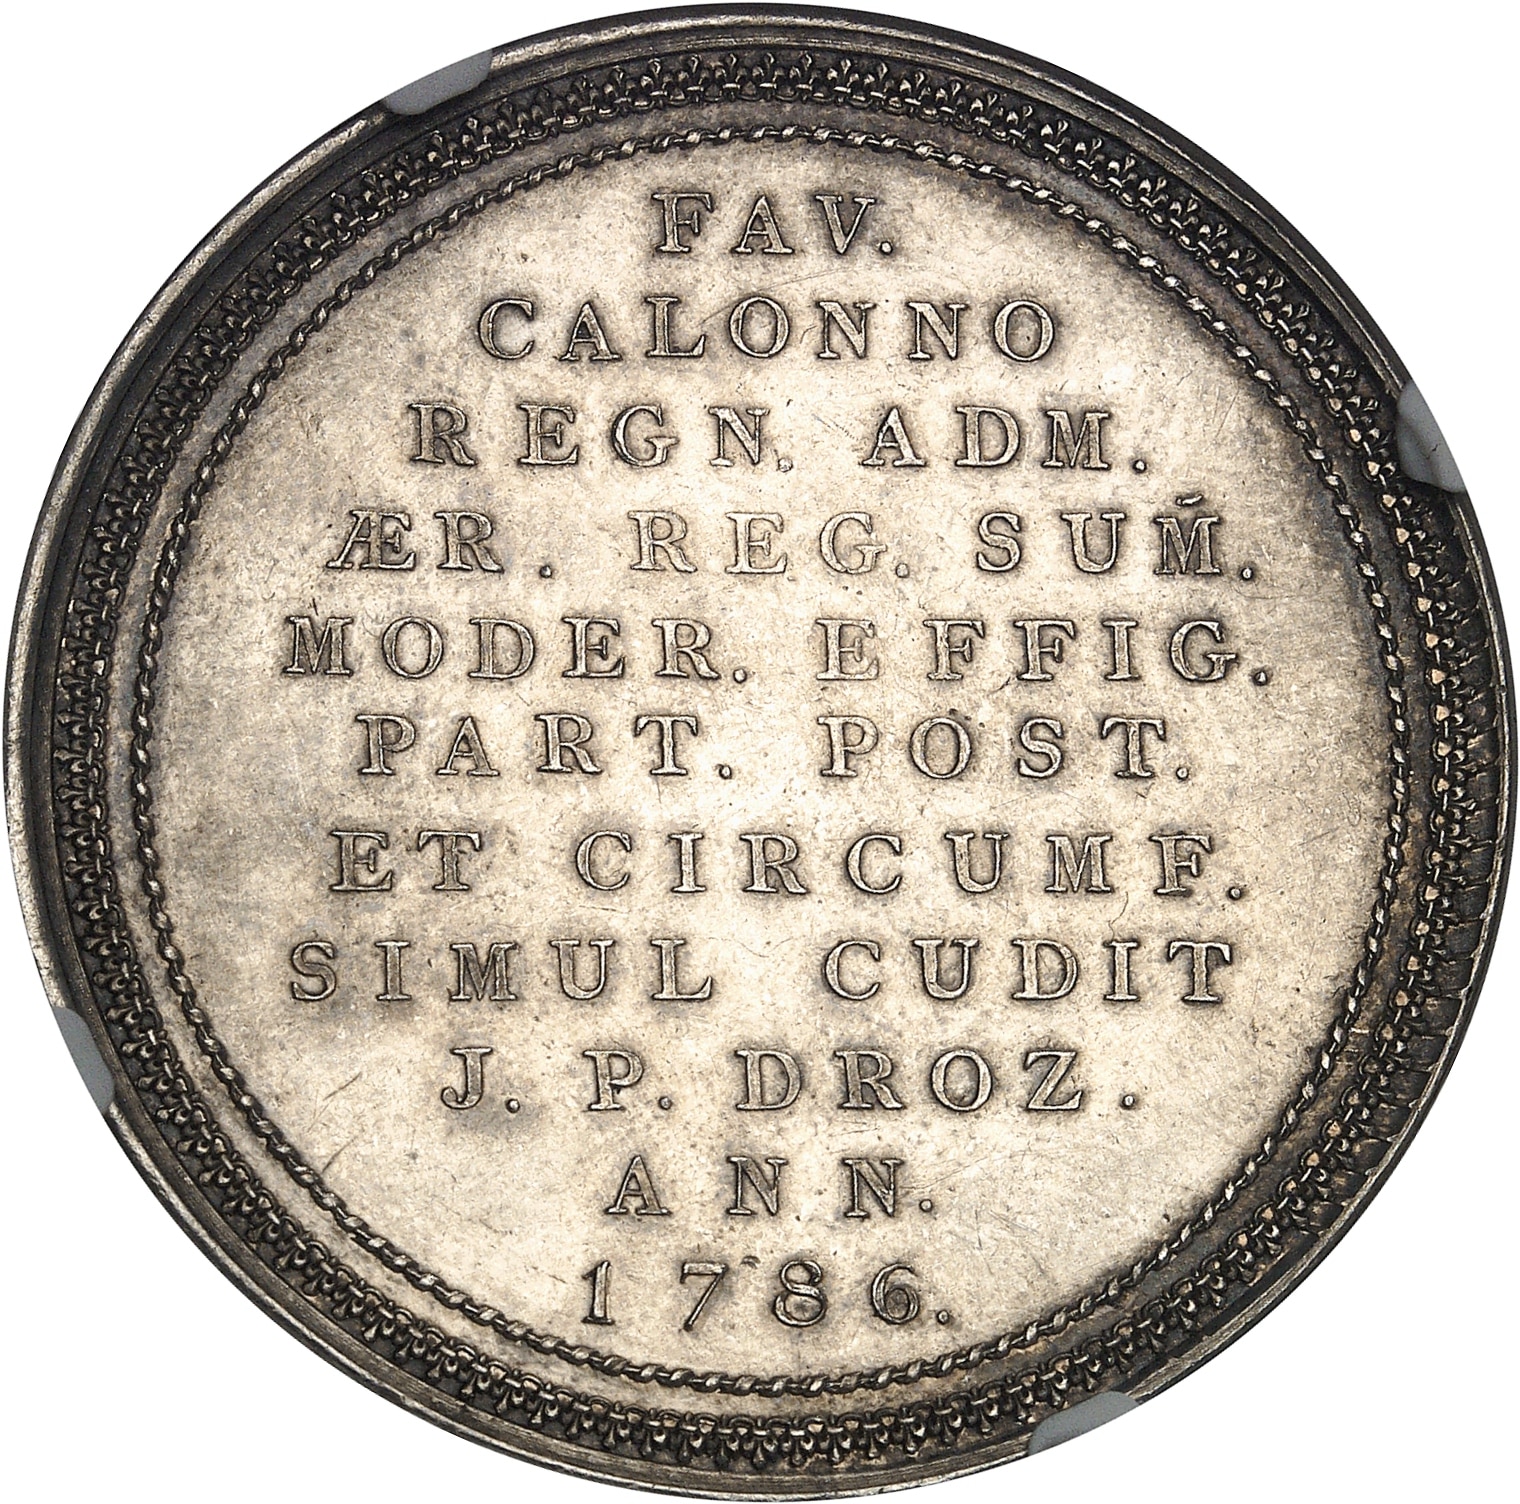 FAV.
CALONNO
REGN. ADM.
ÆR. REG. SUM̄.
MODER. EFFIG.
PART. POST.
ET CIRCUMF.
SIMUL CUDIT
J. P. DROZ.
ANN.
1786.